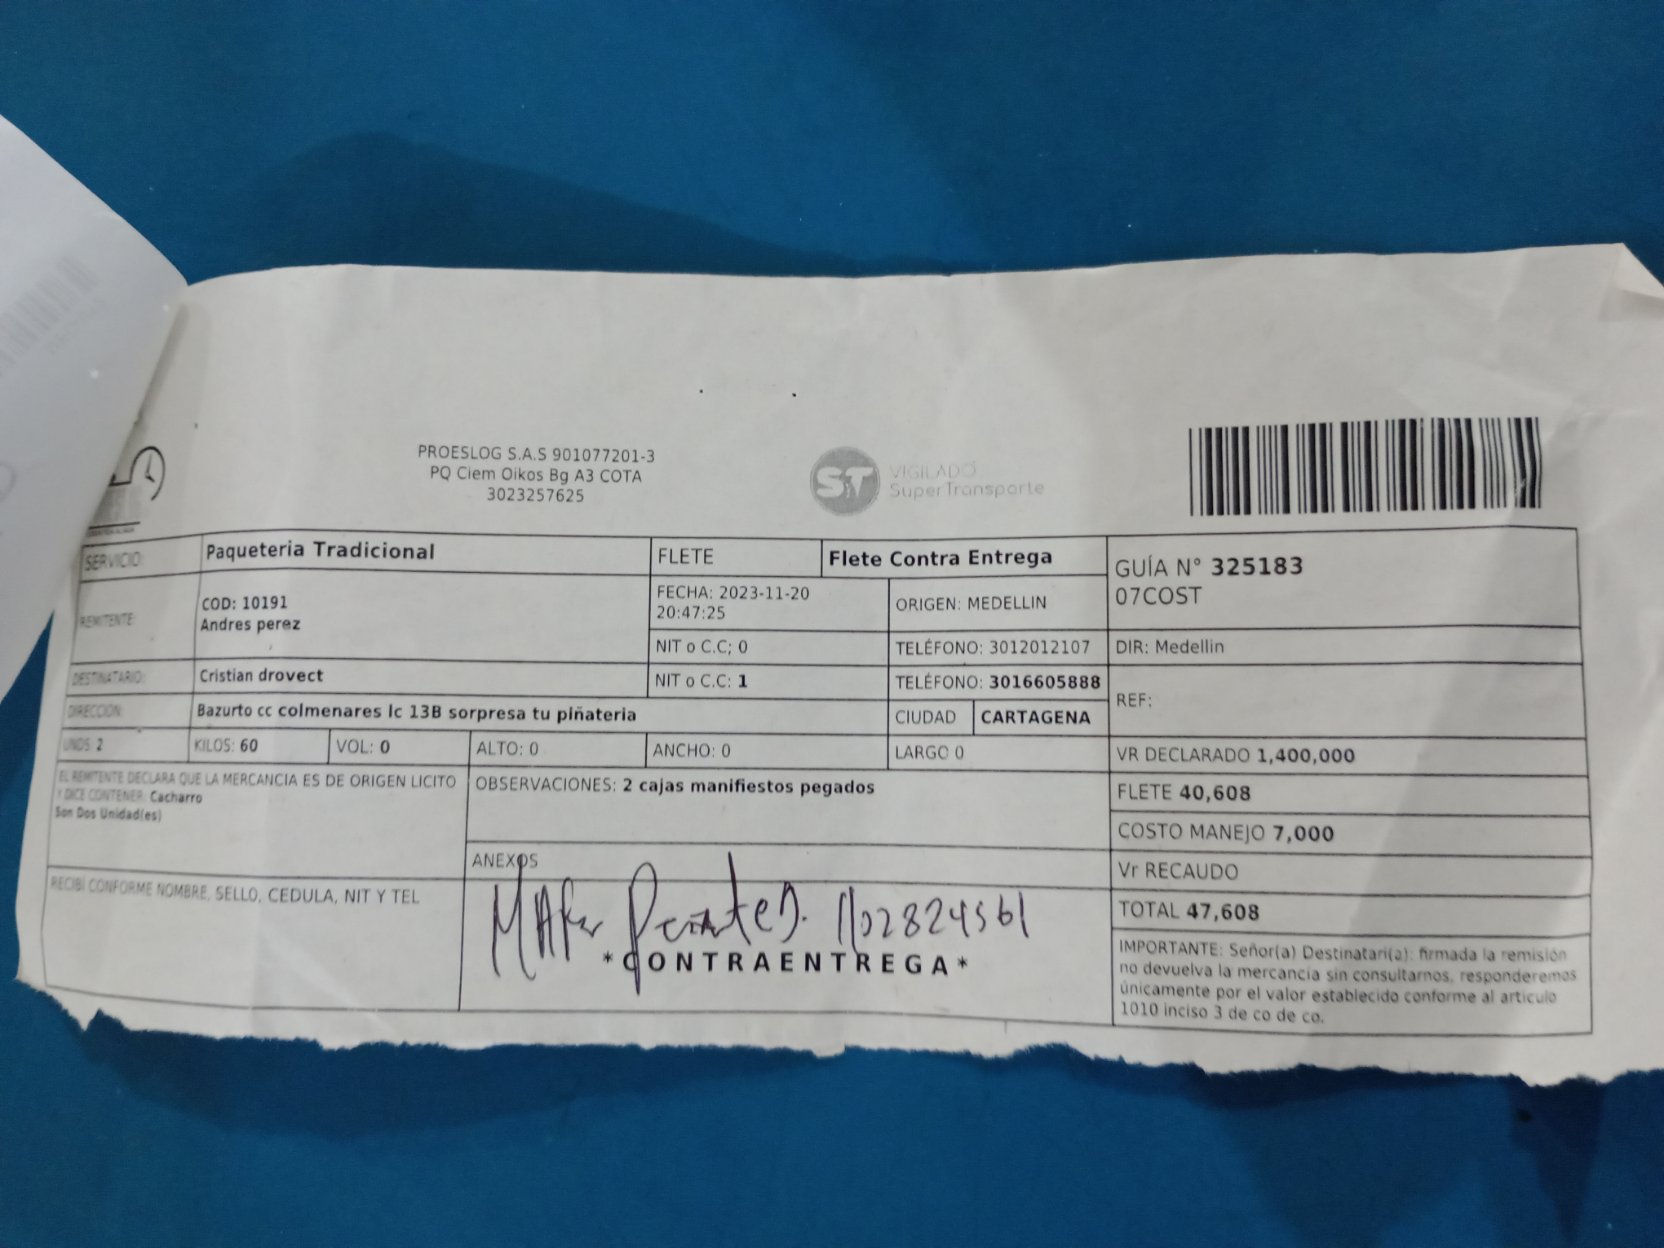 PROESLOG S.A.S 901077201-3
PQ Ciem Oikos Bg A3 COTA
3023257625
ST VIGILADO
SuperTransporte
SERVICIO: Paqueteria Tradicional FLETE Flete Contra Entrega
GUÍA N° 325183
07COST
REMITENTE: COD: 10191
Andres perez
FECHA: 2023-11-20
20:47:25
ORIGEN: MEDELLIN
NIT o C.C; 0 TELÉFONO: 3012012107 DIR: Medellin
DESTINATARIO: Cristian drovect NIT o C.C: 1 TELÉFONO: 3016605888
REF:
DIRECCION: Bazurto cc colmenares lc 13B sorpresa tu piñateria CIUDAD CARTAGENA
UNDS: 2 KILOS: 60 VOL: 0 ALTO: 0 ANCHO: 0 LARGO 0 VR DECLARADO 1,400,000
EL REMITENTE DECLARA QUE LA MERCANCIA ES DE ORIGEN LICITO
Y DICE CONTENER: Cacharro
Son Dos Unidad(es)
OBSERVACIONES: 2 cajas manifiestos pegados
FLETE 40,608
COSTO MANEJO 7,000
ANEXOS
Vr RECAUDO
RECIBÍ CONFORME NOMBRE, SELLO, CEDULA, NIT Y TEL
1102824561
*CONTRAENTREGA*
TOTAL 47,608
IMPORTANTE: Señor(a) Destinatari(a): firmada la remisión
no devuelva la mercancia sin consultarnos, responderemos
únicamente por el valor establecido conforme al articulo
1010 inciso 3 de co de co.